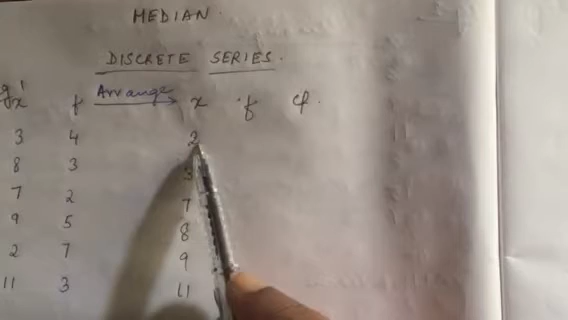 MEDIAN.
DISCRETE SERIES.
x f Arrange x f cf.
3 4 2
8 3 3
7 2 7
9 5 8
2 7 9
11 3 11